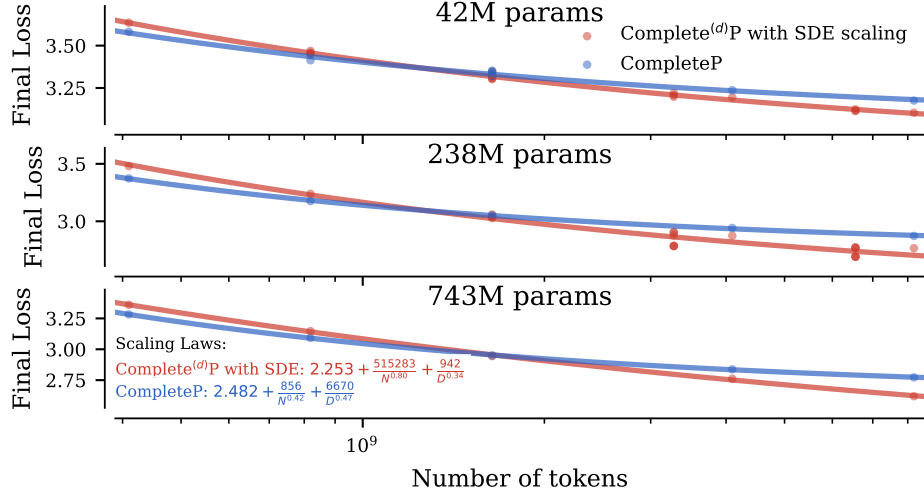 42M params
Complete^(d)P with SDE scaling
CompleteP
Final Loss
3.50
3.25
238M params
Final Loss
3.5
3.0
743M params
Final Loss
3.25
3.00
2.75
Scaling Laws:
Complete^(d)P with SDE: 2.253 + 515283/N^0.80 + 942/D^0.34
CompleteP: 2.482 + 856/N^0.42 + 6670/D^0.47
10^9
Number of tokens